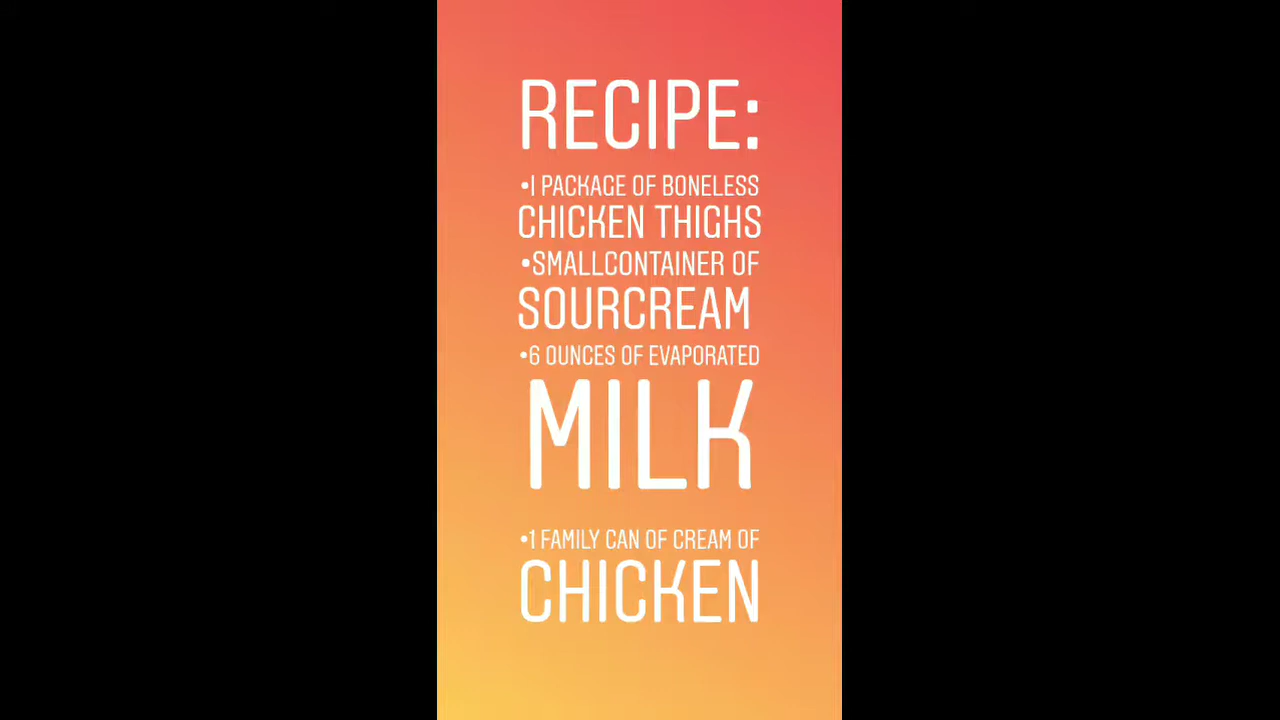 RECIPE:
•1 PACKAGE OF BONELESS
CHICKEN THIGHS
•SMALLCONTAINER OF
SOURCREAM
•6 OUNCES OF EVAPORATED
MILK
•1 FAMILY CAN OF CREAM OF
CHICKEN